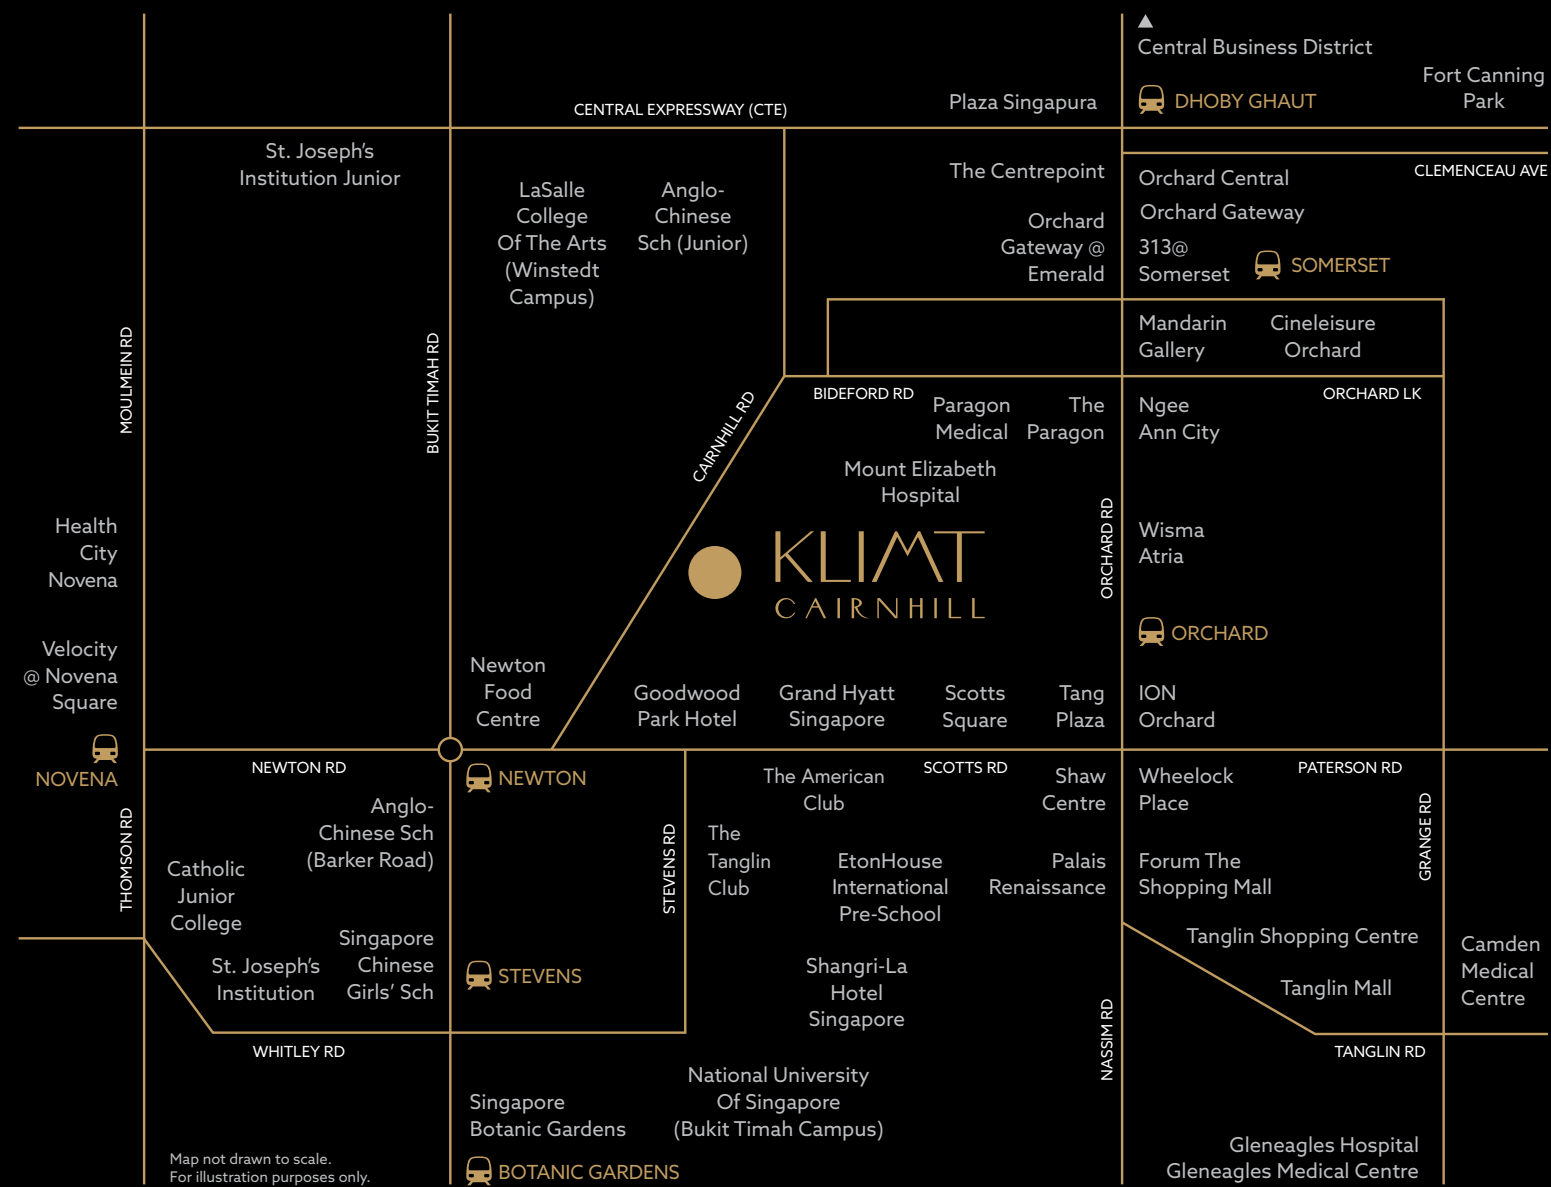 Central Business District
Fort Canning
Park
Plaza Singapura
DHOBY GHAUT
CENTRAL EXPRESSWAY (CTE)
St. Joseph's
Institution Junior
LaSalle
College
Of The Arts
(Winstedt
Campus)
Anglo-
Chinese
Sch (Junior)
The Centrepoint
Orchard Central
CLEMENCEAU AVE
Orchard Gateway
Orchard
Gateway @
Emerald
313@
Somerset
SOMERSET
Mandarin
Gallery
Cineleisure
Orchard
MOULMEIN RD
BUKIT TIMAH RD
CAIRNHILL RD
BIDEFORD RD
ORCHARD LK
Paragon
Medical
The
Paragon
Ngee
Ann City
Mount Elizabeth
Hospital
ORCHARD RD
Wisma
Atria
Health
City
Novena
KLIMT
CAIRNHILL
ORCHARD
Velocity
@ Novena
Square
Newton
Food
Centre
Goodwood
Park Hotel
Grand Hyatt
Singapore
Scotts
Square
Tang
Plaza
ION
Orchard
NOVENA
NEWTON RD
NEWTON
SCOTTS RD
PATERSON RD
The American
Club
Shaw
Centre
Wheelock
Place
Anglo-
Chinese Sch
(Barker Road)
THOMSON RD
STEVENS RD
GRANGE RD
The
Tanglin
Club
EtonHouse
International
Pre-School
Palais
Renaissance
Forum The
Shopping Mall
Catholic
Junior
College
Singapore
Chinese
Girls' Sch
St. Joseph's
Institution
STEVENS
Shangri-La
Hotel
Singapore
Tanglin Shopping Centre
Tanglin Mall
Camden
Medical
Centre
NASSIM RD
WHITLEY RD
TANGLIN RD
National University
Of Singapore
(Bukit Timah Campus)
Singapore
Botanic Gardens
BOTANIC GARDENS
Gleneagles Hospital
Gleneagles Medical Centre
Map not drawn to scale.
For illustration purposes only.